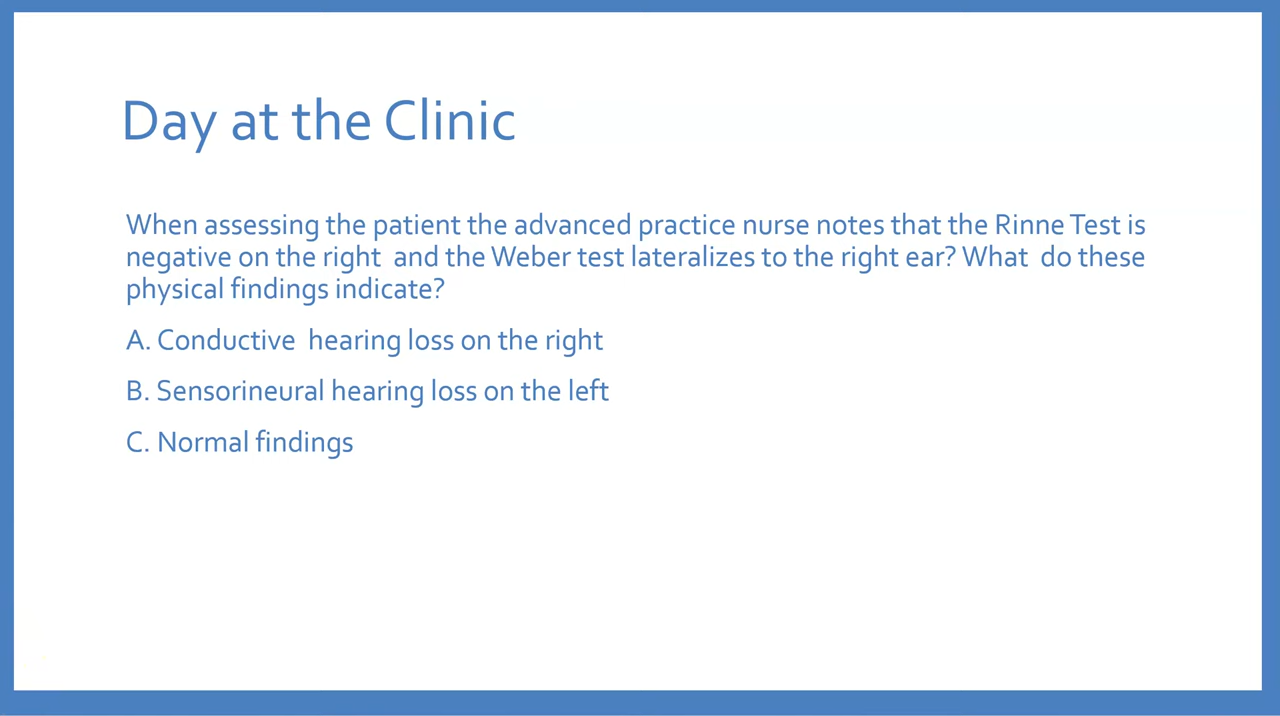 Day at the Clinic
When assessing the patient the advanced practice nurse notes that the Rinne Test is
negative on the right  and the Weber test lateralizes to the right ear? What  do these
physical findings indicate?
A. Conductive  hearing loss on the right
B. Sensorineural hearing loss on the left
C. Normal findings